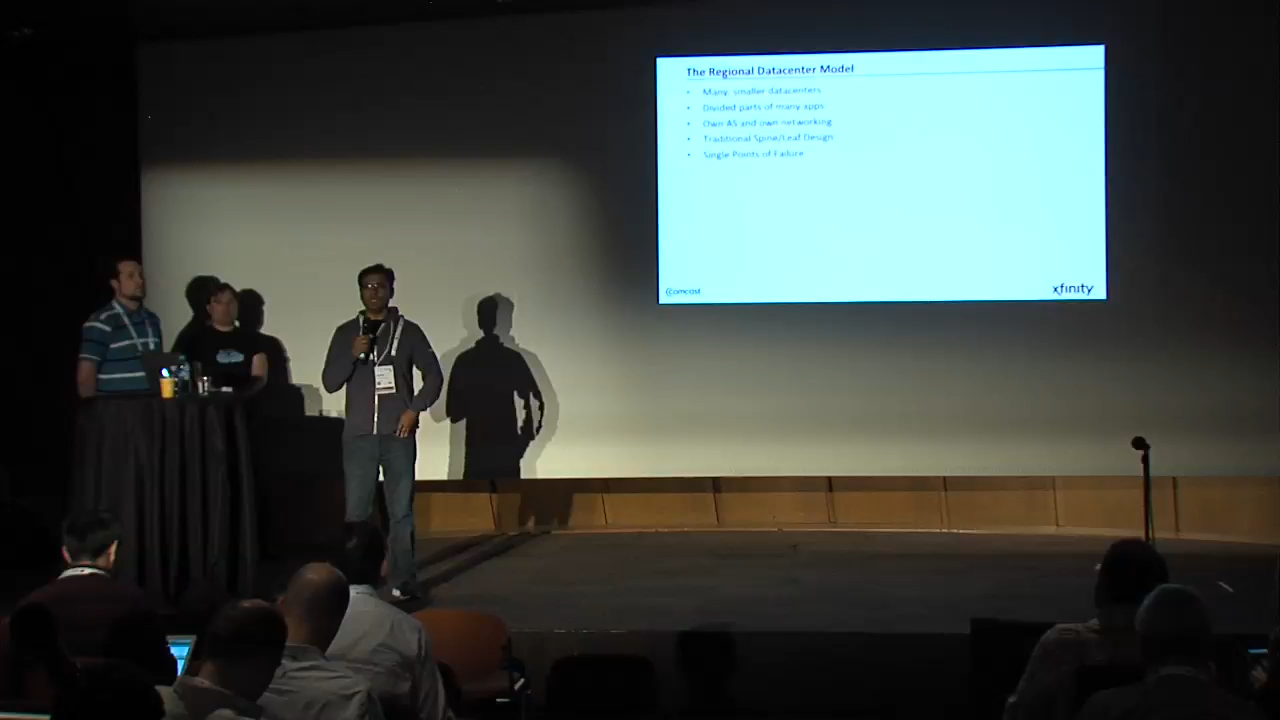 The Regional Datacenter Model
• Many, smaller datacenters
• Divided parts of many apps
• Own AS and own networking
• Traditional Spine/Leaf Design
• Single Points of Failure
Comcast
xfinity